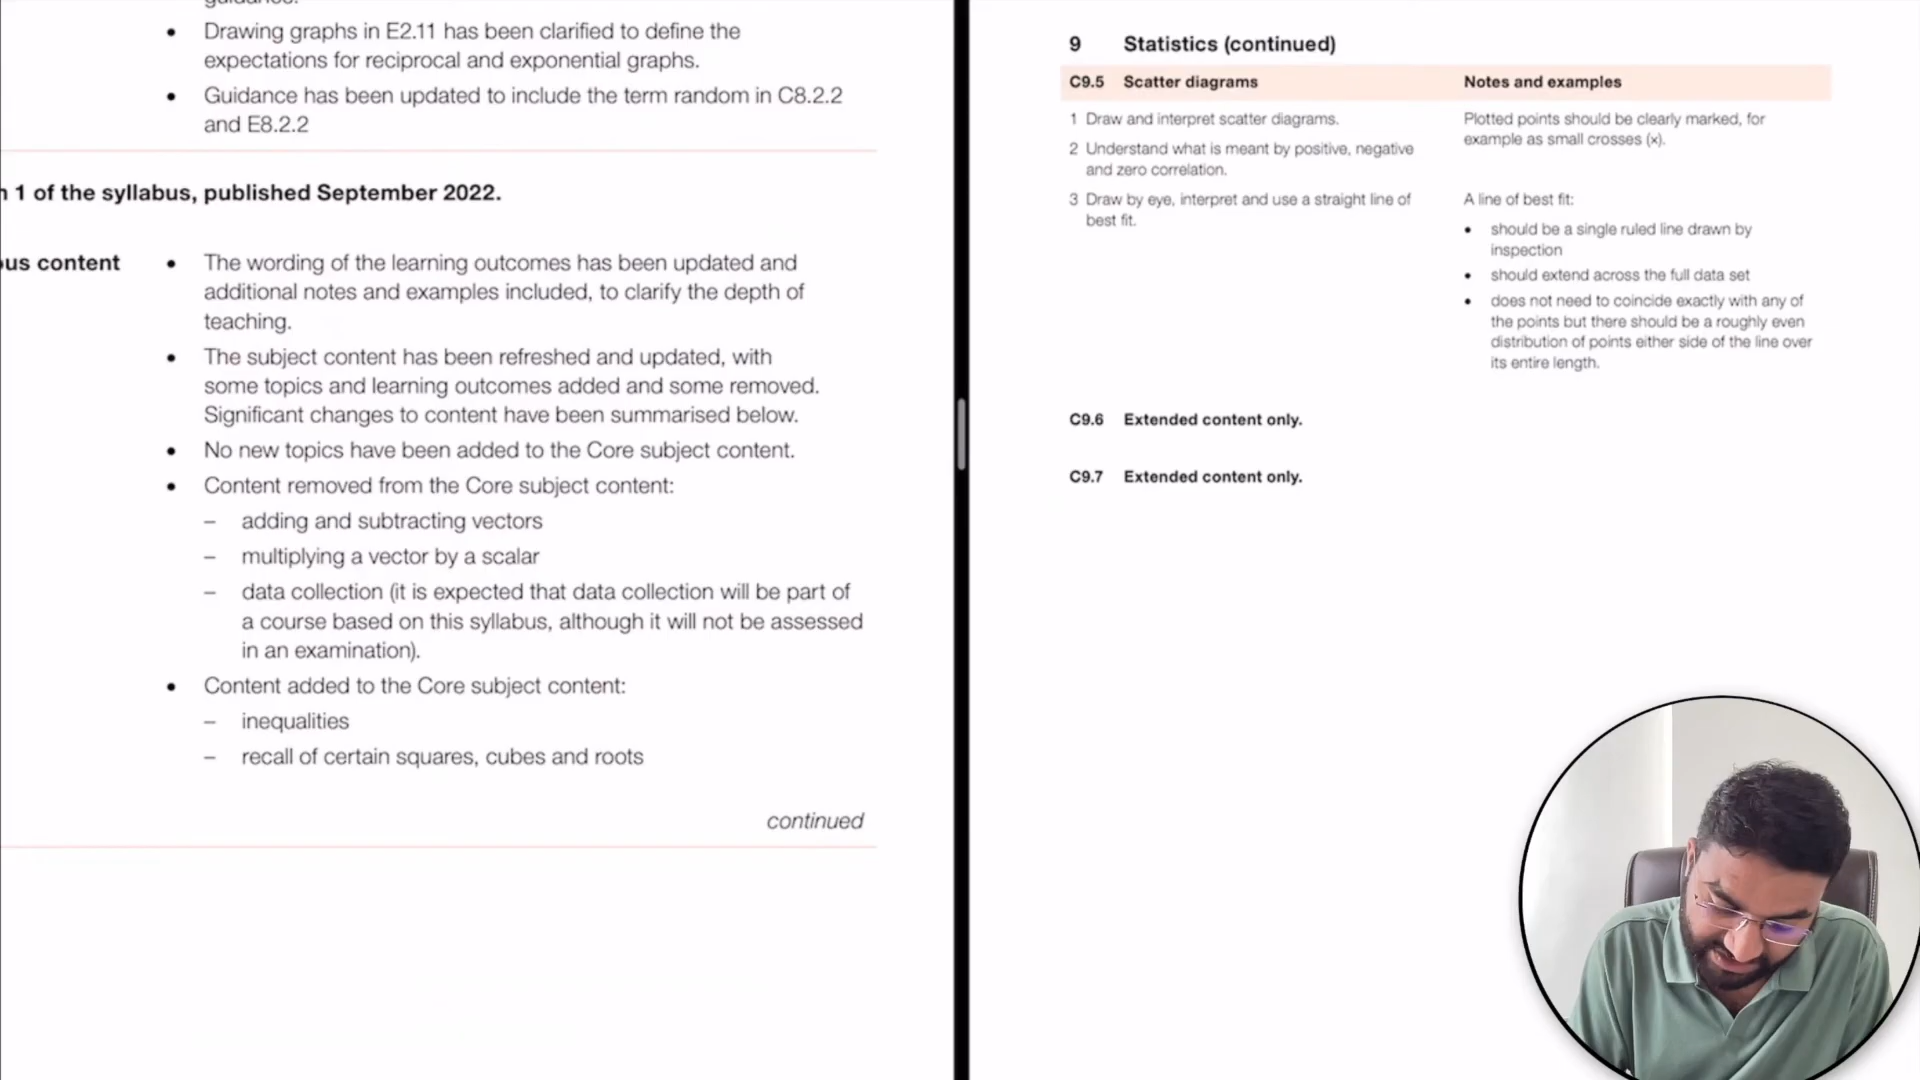 guidance.
• Drawing graphs in E2.11 has been clarified to define the
expectations for reciprocal and exponential graphs.
• Guidance has been updated to include the term random in C8.2.2
and E8.2.2
1 of the syllabus, published September 2022.
us content
• The wording of the learning outcomes has been updated and
additional notes and examples included, to clarify the depth of
teaching.
• The subject content has been refreshed and updated, with
some topics and learning outcomes added and some removed.
Significant changes to content have been summarised below.
• No new topics have been added to the Core subject content.
• Content removed from the Core subject content:
– adding and subtracting vectors
– multiplying a vector by a scalar
– data collection (it is expected that data collection will be part of
a course based on this syllabus, although it will not be assessed
in an examination).
• Content added to the Core subject content:
– inequalities
– recall of certain squares, cubes and roots
continued
9 Statistics (continued)
C9.5 Scatter diagrams
Notes and examples
1 Draw and interpret scatter diagrams.
2 Understand what is meant by positive, negative
and zero correlation.
3 Draw by eye, interpret and use a straight line of
best fit.
Plotted points should be clearly marked, for
example as small crosses (x).
A line of best fit:
• should be a single ruled line drawn by
inspection
• should extend across the full data set
• does not need to coincide exactly with any of
the points but there should be a roughly even
distribution of points either side of the line over
its entire length.
C9.6 Extended content only.
C9.7 Extended content only.